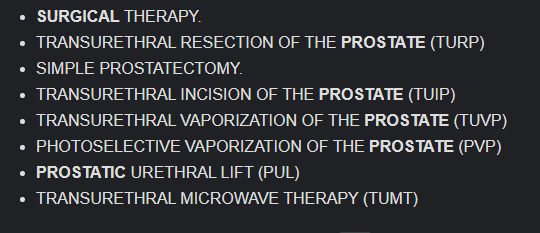 SURGICAL THERAPY.
TRANSURETHRAL RESECTION OF THE PROSTATE (TURP)
SIMPLE PROSTATECTOMY.
TRANSURETHRAL INCISION OF THE PROSTATE (TUIP)
TRANSURETHRAL VAPORIZATION OF THE PROSTATE (TUVP)
PHOTOSELECTIVE VAPORIZATION OF THE PROSTATE (PVP)
PROSTATIC URETHRAL LIFT (PUL)
TRANSURETHRAL MICROWAVE THERAPY (TUMT)